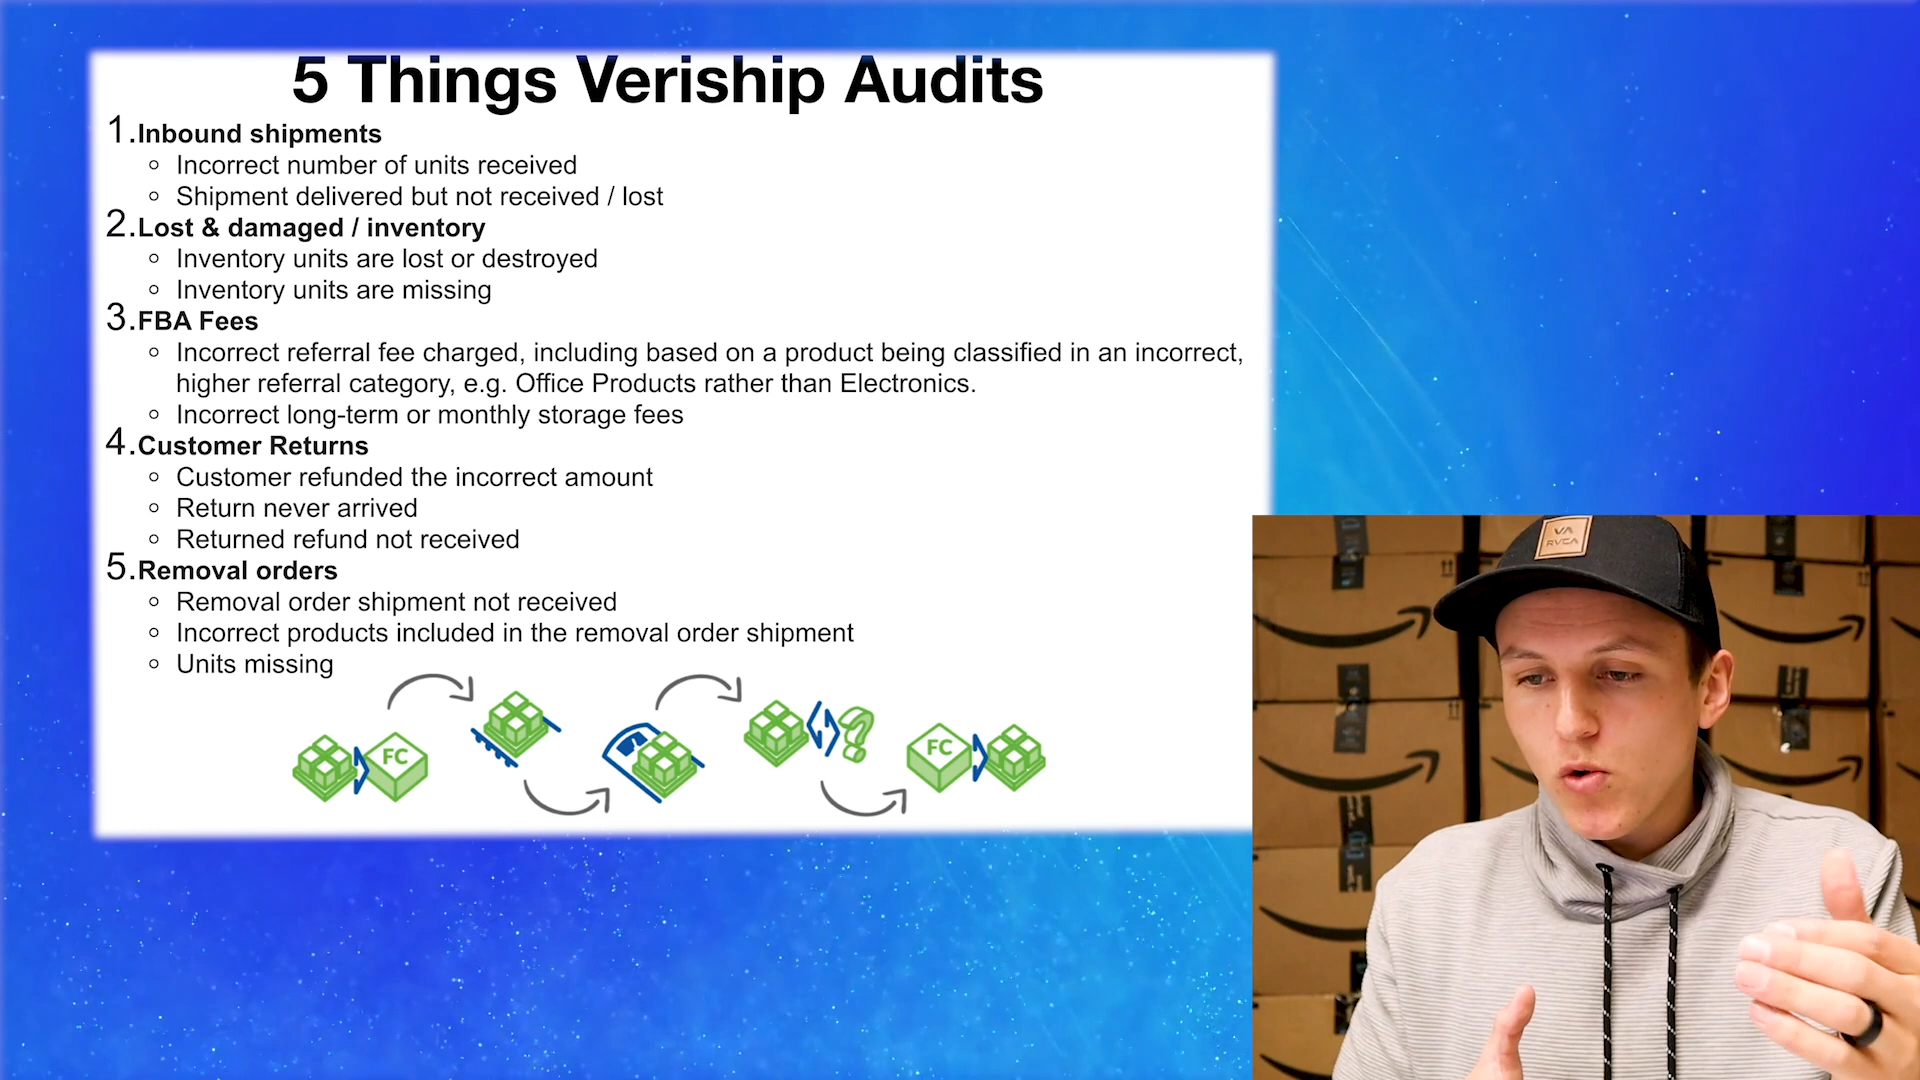 5 Things Veriship Audits
1.Inbound shipments
Incorrect number of units received
Shipment delivered but not received / lost
2.Lost & damaged / inventory
Inventory units are lost or destroyed
Inventory units are missing
3.FBA Fees
Incorrect referral fee charged, including based on a product being classified in an incorrect,
higher referral category, e.g. Office Products rather than Electronics.
Incorrect long-term or monthly storage fees
4.Customer Returns
Customer refunded the incorrect amount
Return never arrived
Returned refund not received
5.Removal orders
Removal order shipment not received
Incorrect products included in the removal order shipment
Units missing
FC
FC
VA
RVCA